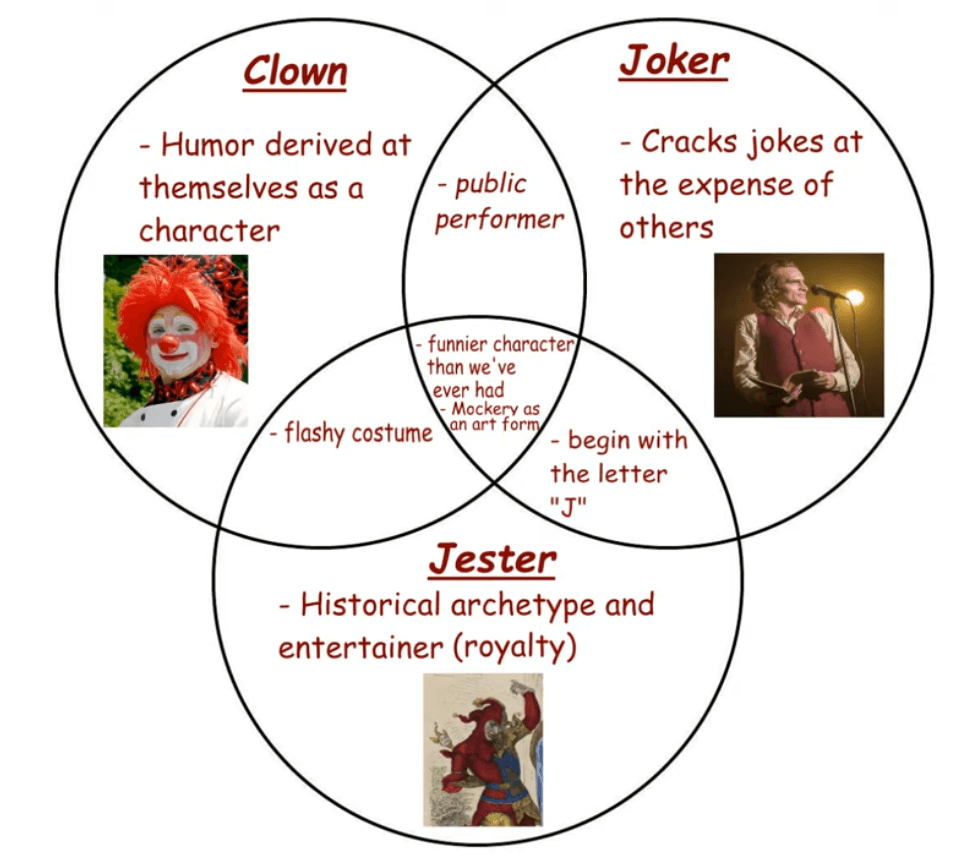 Clown
- Humor derived at
themselves as a
character
Joker
- Cracks jokes at
the expense of
others
- public
performer
- funnier character
than we've
ever had
- Mockery as
an art form
- flashy costume
- begin with
the letter
"J"
Jester
- Historical archetype and
entertainer (royalty)